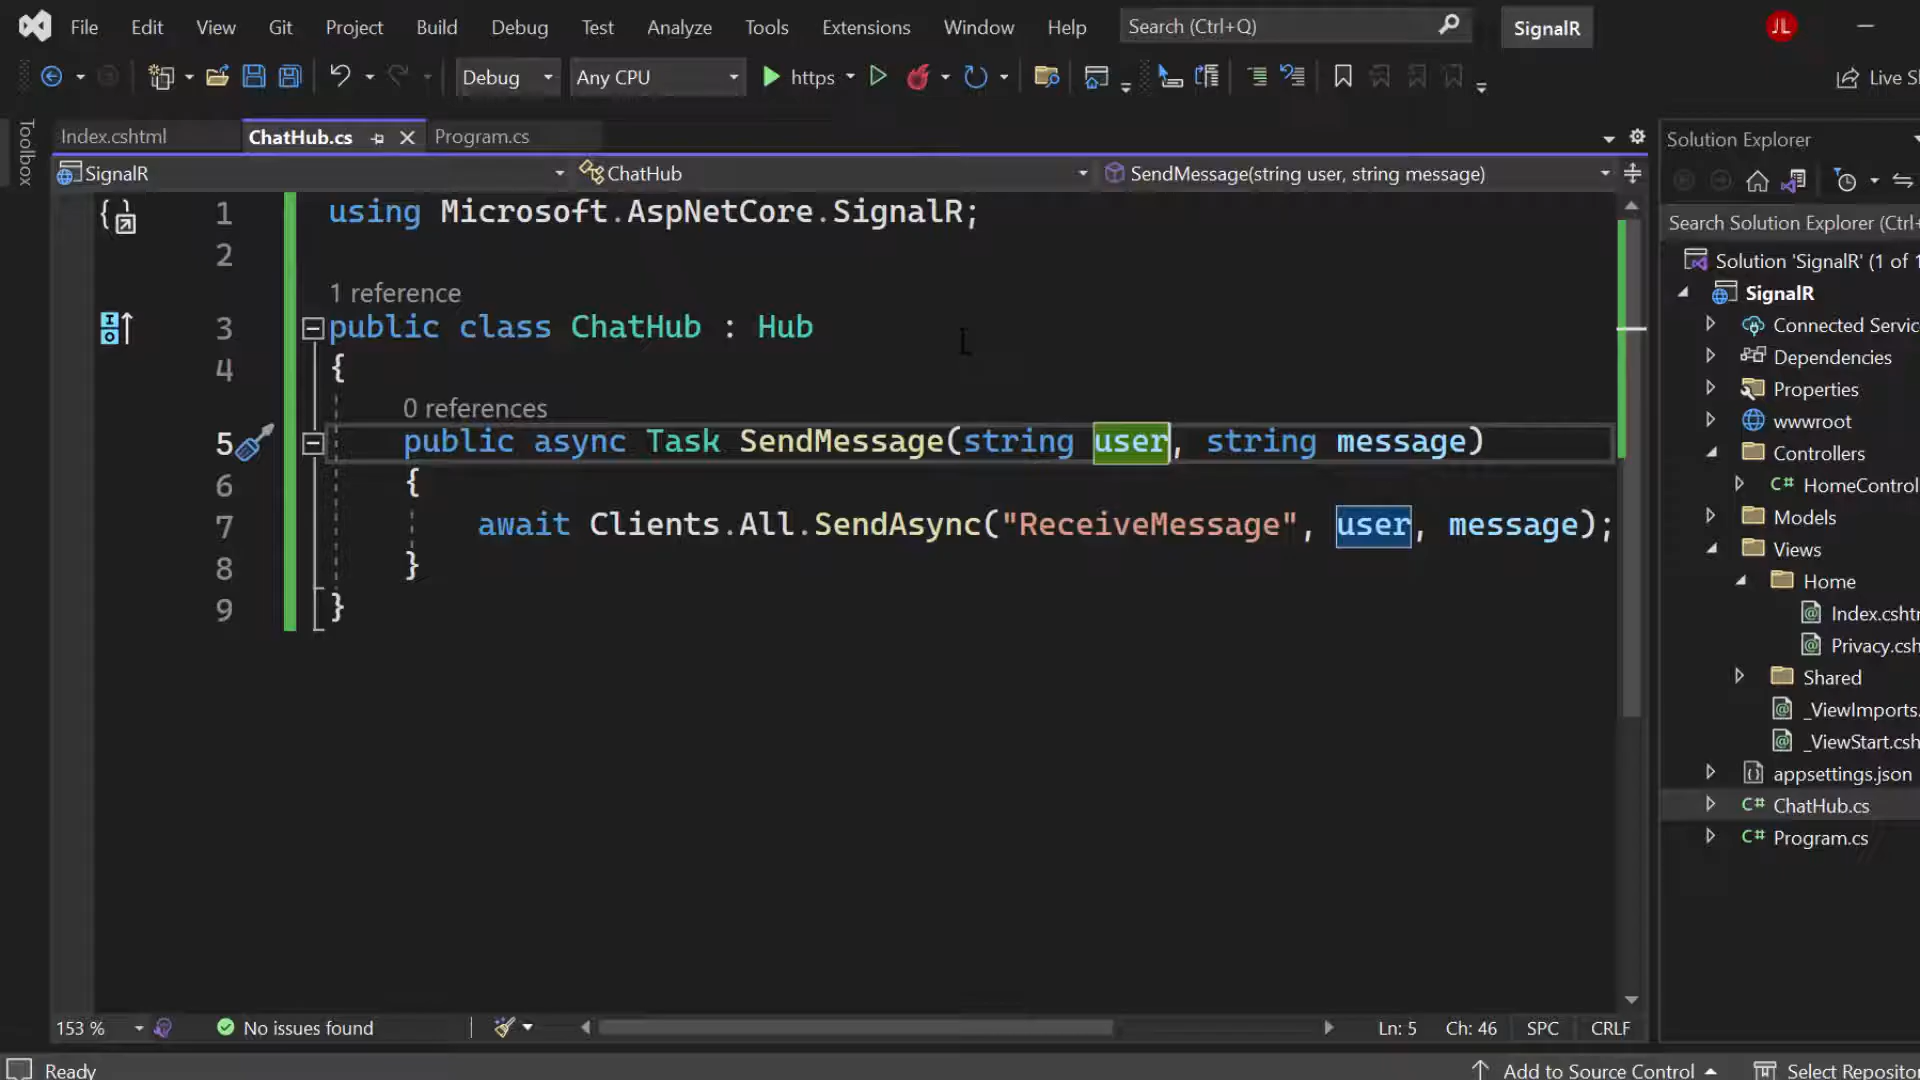 File Edit View Git Project Build Debug Test Analyze Tools Extensions Window Help Search (Ctrl+Q) SignalR JL
Debug Any CPU https Live Sh
Toolbox
Index.cshtml ChatHub.cs Program.cs
SignalR ChatHub SendMessage(string user, string message)
1 using Microsoft.AspNetCore.SignalR;
2
1 reference
3 public class ChatHub : Hub
4 {
0 references
5 public async Task SendMessage(string user, string message)
6 {
7 await Clients.All.SendAsync("ReceiveMessage", user, message);
8 }
9 }
153 % No issues found Ln: 5 Ch: 46 SPC CRLF
Ready Add to Source Control Select Repositor
Solution Explorer
Search Solution Explorer (Ctrl+
Solution 'SignalR' (1 of 1
SignalR
Connected Servic
Dependencies
Properties
wwwroot
Controllers
C# HomeControl
Models
Views
Home
Index.csht
Privacy.csh
Shared
_ViewImports.
_ViewStart.csh
appsettings.json
C# ChatHub.cs
C# Program.cs